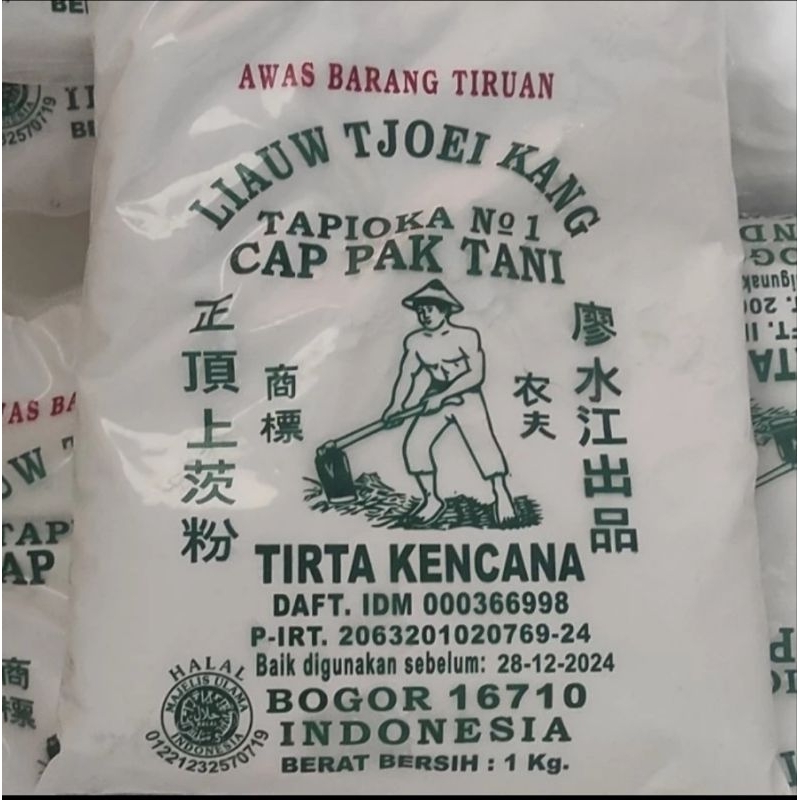 AWAS BARANG TIRUAN
LIAUW TJOEI KANG
TAPIOKA No 1
CAP PAK TANI
正頂上茨粉
商標
农夫
廖水江出品
TIRTA KENCANA
DAFT. IDM 000366998
P-IRT. 2063201020769-24
Baik digunakan sebelum: 28-12-2024
HALAL
MAJELIS ULAMA
حلال
INDONESIA
01221232570719
BOGOR 16710
INDONESIA
BERAT BERSIH : 1 Kg.